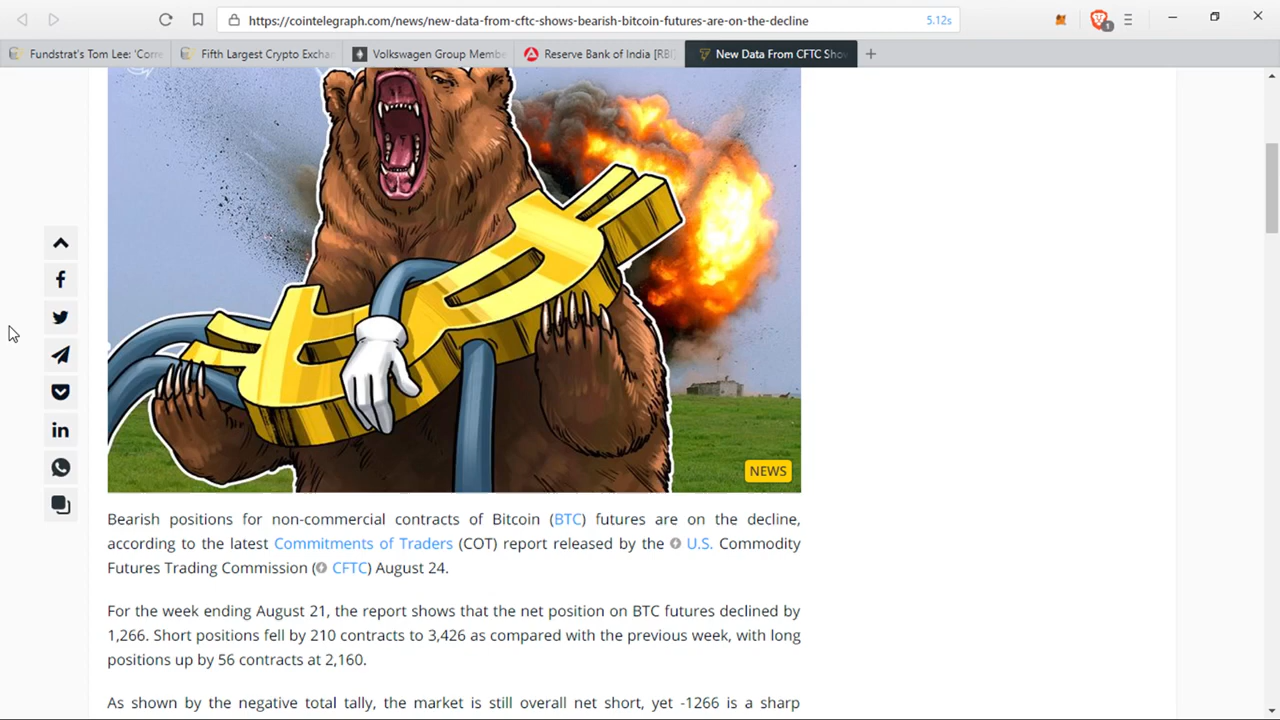 https://cointelegraph.com/news/new-data-from-cftc-shows-bearish-bitcoin-futures-are-on-the-decline
5.12s
1
Fundstrat's Tom Lee: 'Corre
Fifth Largest Crypto Excha
Volkswagen Group Membe
Reserve Bank of India [RBI]
New Data From CFTC Sho
NEWS
Bearish positions for non-commercial contracts of Bitcoin (BTC) futures are on the decline,
according to the latest Commitments of Traders (COT) report released by the U.S. Commodity
Futures Trading Commission (CFTC) August 24.
For the week ending August 21, the report shows that the net position on BTC futures declined by
1,266. Short positions fell by 210 contracts to 3,426 as compared with the previous week, with long
positions up by 56 contracts at 2,160.
As shown by the negative total tally, the market is still overall net short, yet -1266 is a sharp